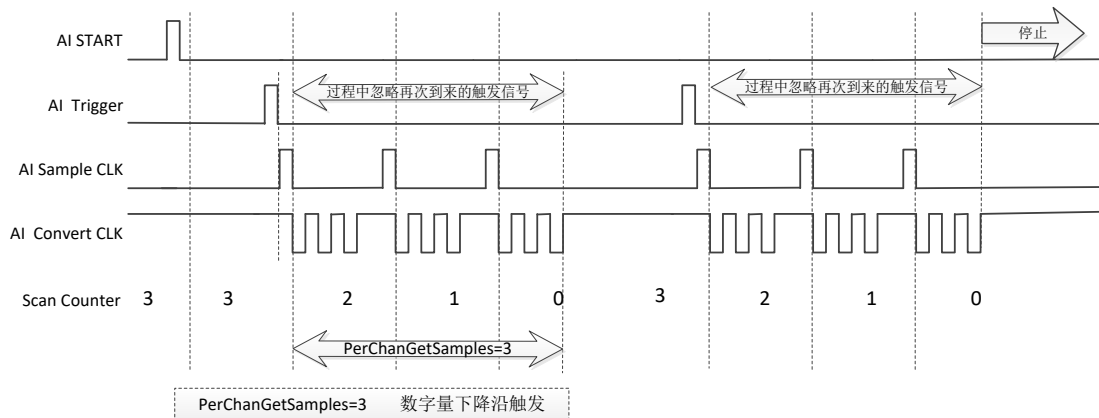 AI START
停止
AI Trigger
过程中忽略再次到来的触发信号
过程中忽略再次到来的触发信号
AI Sample CLK
AI Convert CLK
Scan Counter 3 3 2 1 0 3 2 1 0
PerChanGetSamples=3
PerChanGetSamples=3 数字量下降沿触发